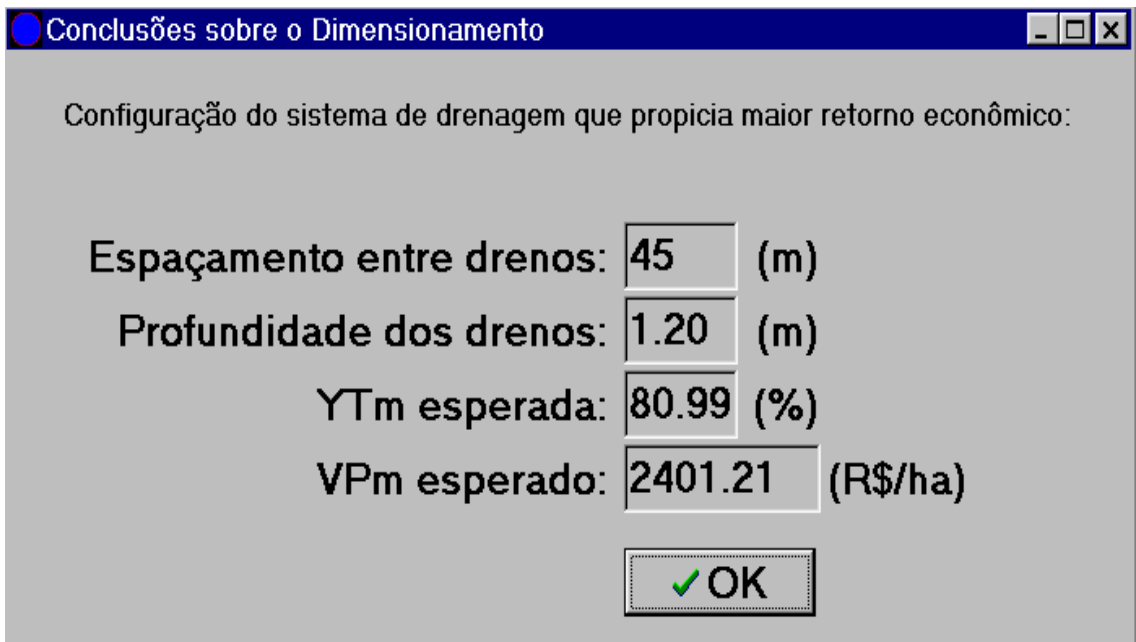 Conclusões sobre o Dimensionamento
Configuração do sistema de drenagem que propicia maior retorno econômico:
Espaçamento entre drenos: 45 (m)
Profundidade dos drenos: 1.20 (m)
YTm esperada: 80.99 (%)
VPm esperado: 2401.21 (R$/ha)
OK